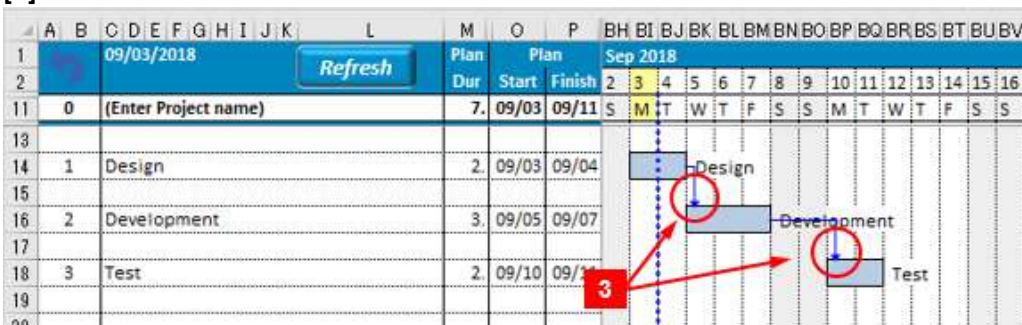 A B C D E F G H I J K L M O P BH BI BJ BK BL BM BN BO BP BQ BR BS BT BU BV
1 09/03/2018 Refresh Plan Plan Sep 2018
2 Dur Start Finish 2 3 4 5 6 7 8 9 10 11 12 13 14 15 16
11 0 (Enter Project name) 7. 09/03 09/11 S M T W T F S S M T W T F S S
13
14 1 Design 2. 09/03 09/04 Design
15
16 2 Development 3. 09/05 09/07 Development
17
18 3 Test 2. 09/10 Test
3
19